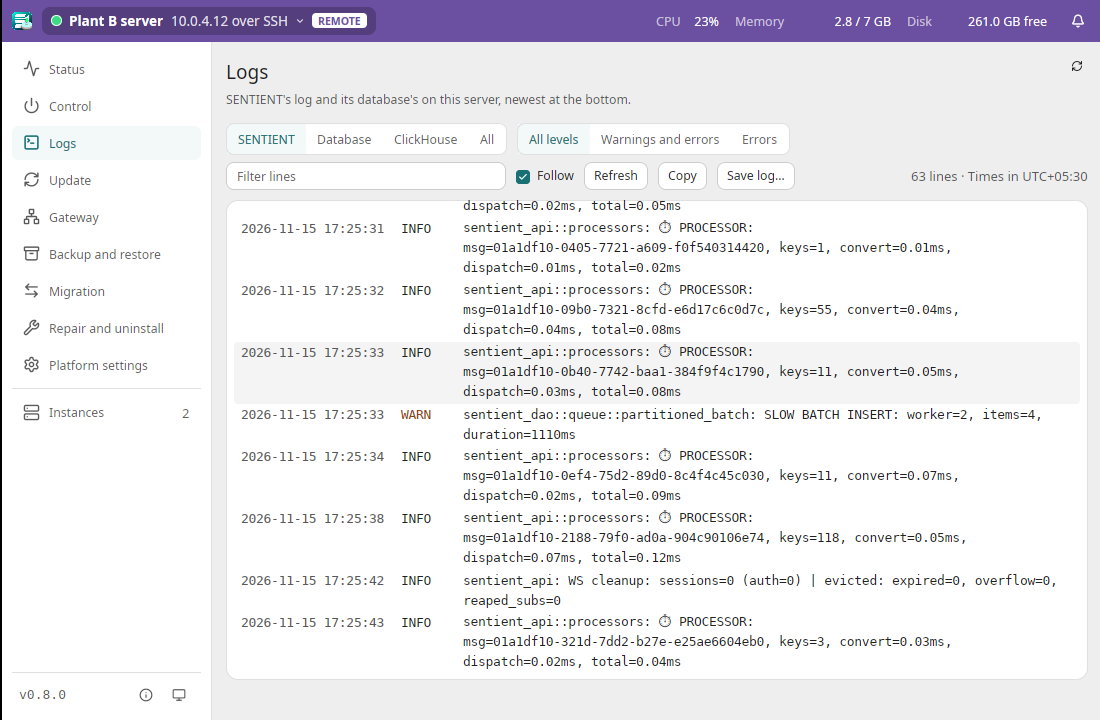 Plant B server 10.0.4.12 over SSH REMOTE
CPU 23% Memory 2.8 / 7 GB Disk 261.0 GB free
Status
Control
Logs
Update
Gateway
Backup and restore
Migration
Repair and uninstall
Platform settings
Instances 2
v0.8.0
Logs
SENTIENT's log and its database's on this server, newest at the bottom.
SENTIENT Database ClickHouse All All levels Warnings and errors Errors
Filter lines Follow Refresh Copy Save log... 63 lines · Times in UTC+05:30
dispatch=0.02ms, total=0.05ms
2026-11-15 17:25:31 INFO sentient_api::processors: ⏱ PROCESSOR:
msg=01a1df10-0405-7721-a609-f0f540314420, keys=1, convert=0.01ms,
dispatch=0.01ms, total=0.02ms
2026-11-15 17:25:32 INFO sentient_api::processors: ⏱ PROCESSOR:
msg=01a1df10-09b0-7321-8cfd-e6d17c6c0d7c, keys=55, convert=0.04ms,
dispatch=0.04ms, total=0.08ms
2026-11-15 17:25:33 INFO sentient_api::processors: ⏱ PROCESSOR:
msg=01a1df10-0b40-7742-baa1-384f9f4c1790, keys=11, convert=0.05ms,
dispatch=0.03ms, total=0.08ms
2026-11-15 17:25:33 WARN sentient_dao::queue::partitioned_batch: SLOW BATCH INSERT: worker=2, items=4,
duration=1110ms
2026-11-15 17:25:34 INFO sentient_api::processors: ⏱ PROCESSOR:
msg=01a1df10-0ef4-75d2-89d0-8c4f4c45c030, keys=11, convert=0.07ms,
dispatch=0.02ms, total=0.09ms
2026-11-15 17:25:38 INFO sentient_api::processors: ⏱ PROCESSOR:
msg=01a1df10-2188-79f0-ad0a-904c90106e74, keys=118, convert=0.05ms,
dispatch=0.07ms, total=0.12ms
2026-11-15 17:25:42 INFO sentient_api: WS cleanup: sessions=0 (auth=0) | evicted: expired=0, overflow=0,
reaped_subs=0
2026-11-15 17:25:43 INFO sentient_api::processors: ⏱ PROCESSOR:
msg=01a1df10-321d-7dd2-b27e-e25ae6604eb0, keys=3, convert=0.03ms,
dispatch=0.02ms, total=0.04ms